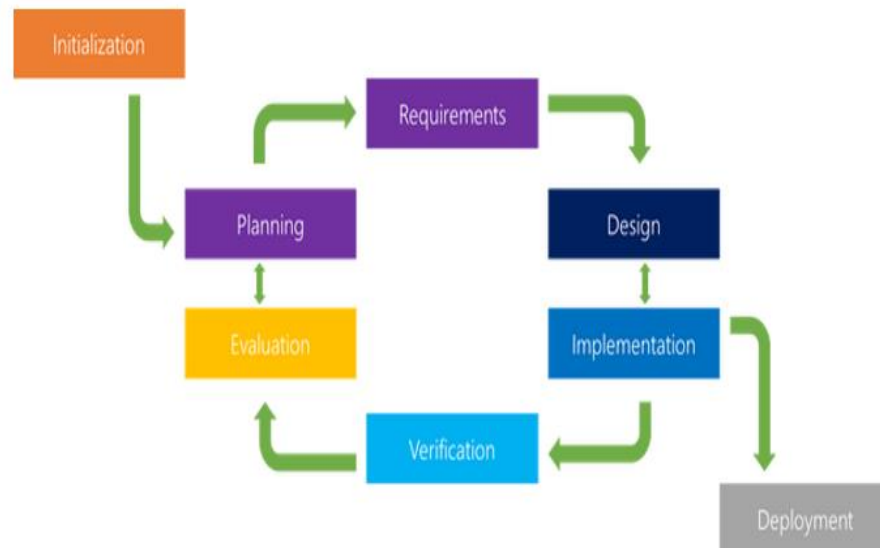 Initialization
Requirements
Planning
Design
Evaluation
Implementation
Verification
Deployment